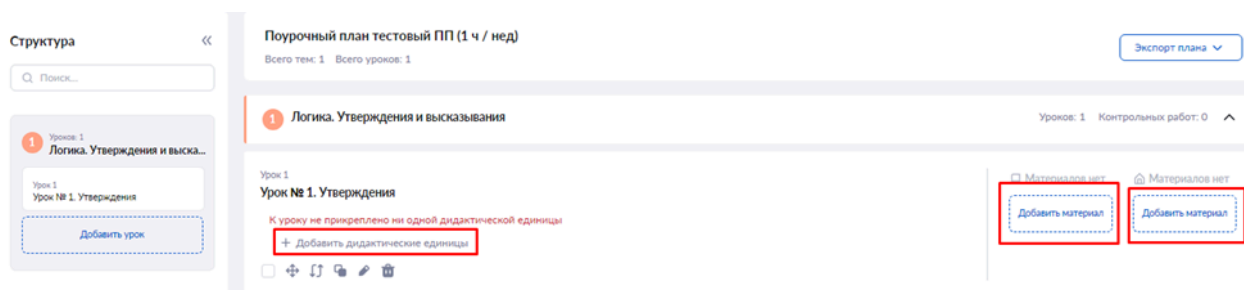 Структура
Поиск...
Уроков: 1
1 Логика. Утверждения и выска...
Урок 1
Урок № 1. Утверждения
Добавить урок
Поурочный план тестовый ПП (1 ч / нед)
Всего тем: 1 Всего уроков: 1
Экспорт плана
1 Логика. Утверждения и высказывания
Уроков: 1 Контрольных работ: 0
Урок 1
Урок № 1. Утверждения
К уроку не прикреплено ни одной дидактической единицы
+ Добавить дидактические единицы
Материалов нет
Добавить материал
Материалов нет
Добавить материал